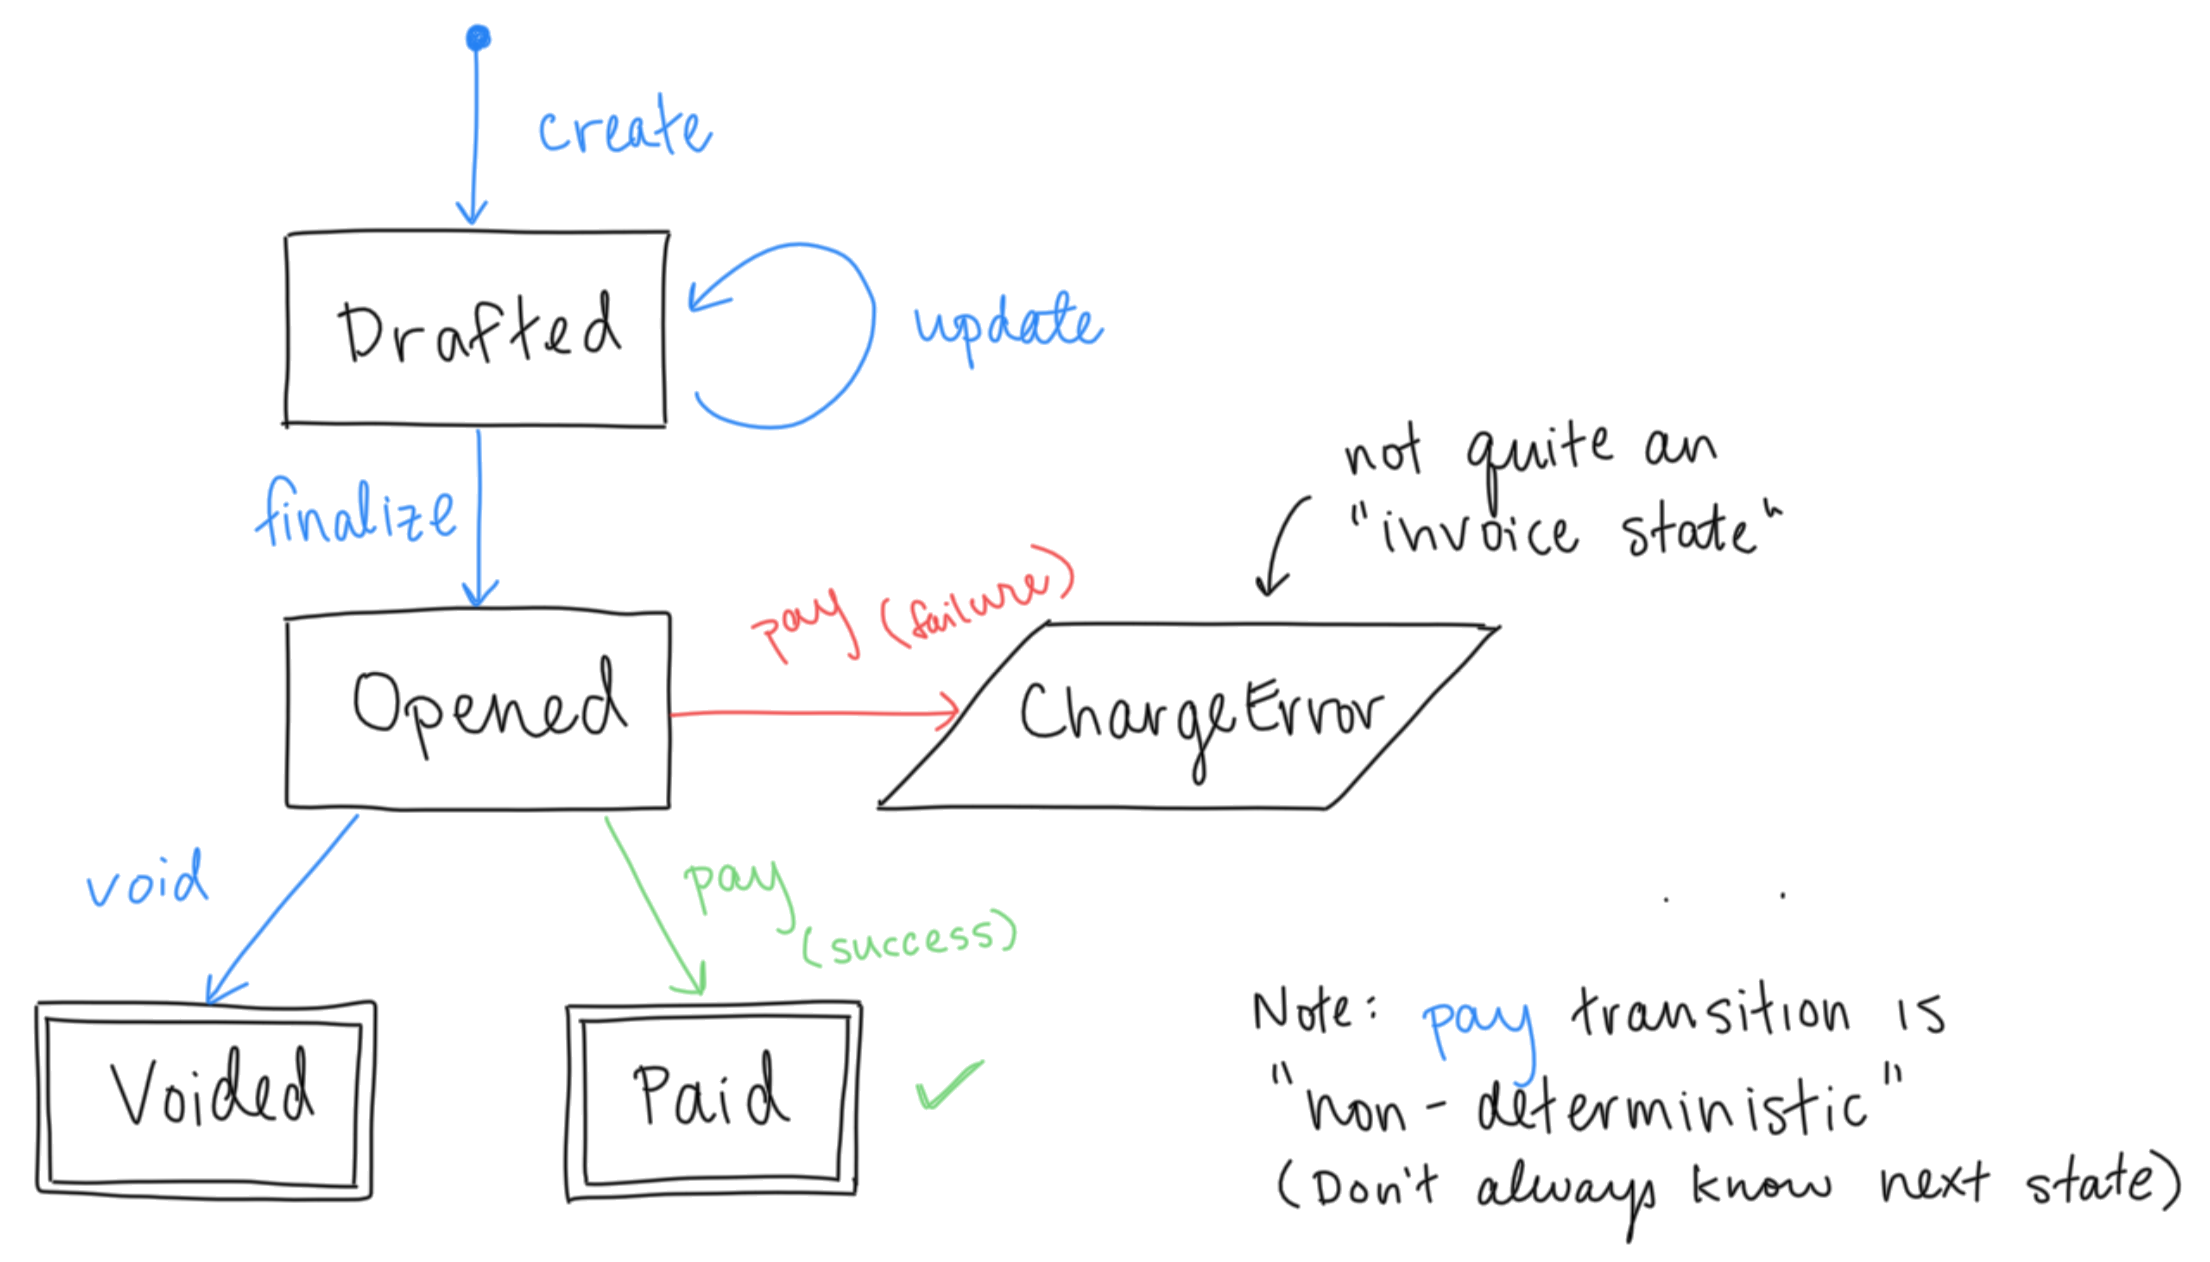 create
Drafted
update
not quite an
"invoice state"
finalize
pay (failure)
Opened
ChargeError
void
pay
(success)
Voided
Paid
Note: pay transition is
"non-deterministic"
(Don't always know next state)